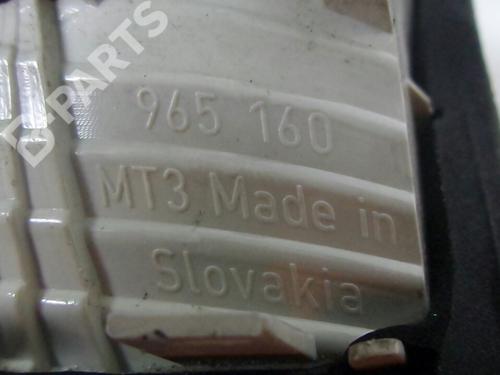 D-PARTS
965 160
MT3 Made in
Slovakia